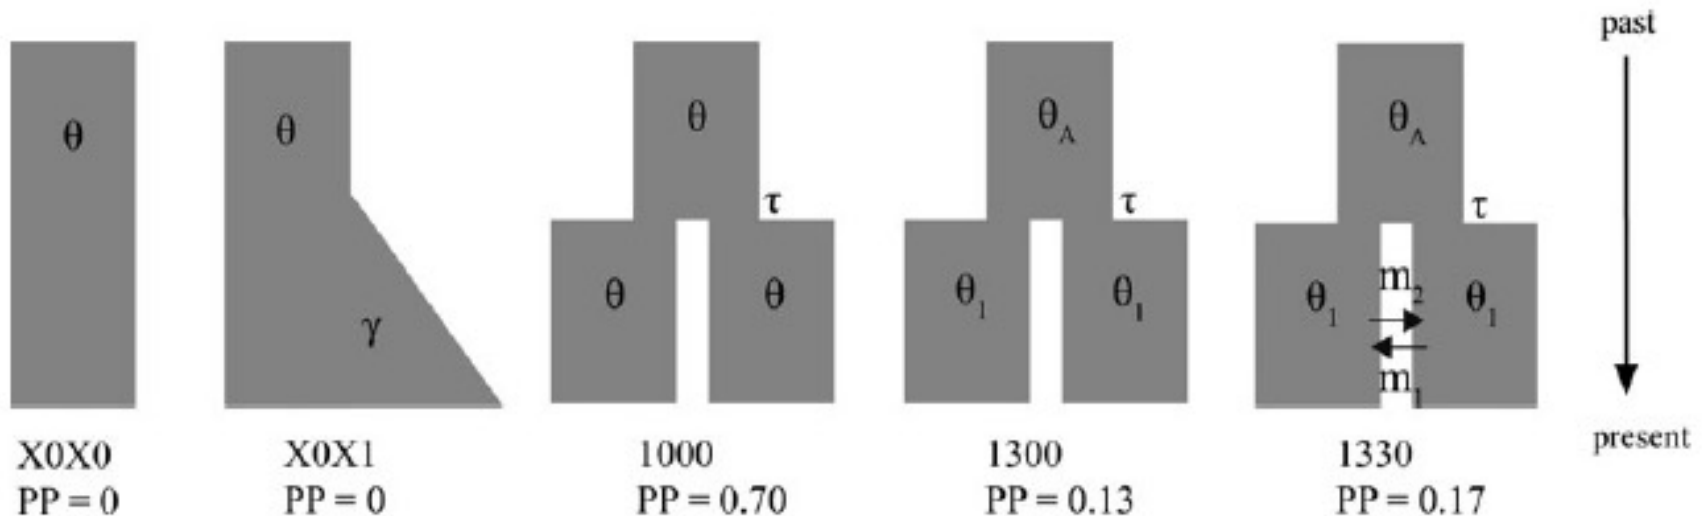 θ
θ
γ
θ
τ
θ
θ
θ_A
τ
θ_1
θ_1
θ_A
τ
θ_1
m_2
m_1
θ_1
past
present
X0X0
PP = 0
X0X1
PP = 0
1000
PP = 0.70
1300
PP = 0.13
1330
PP = 0.17